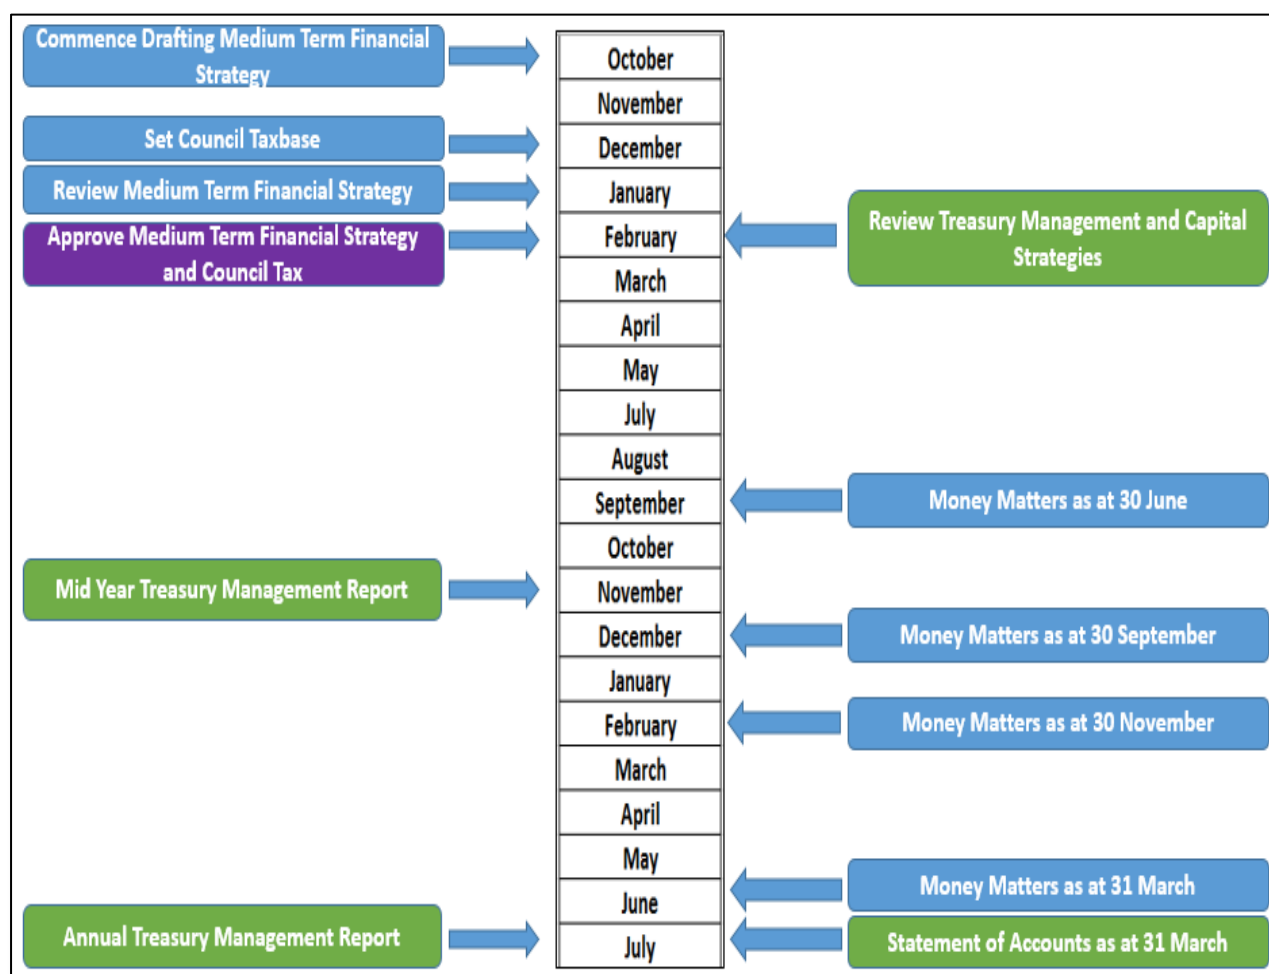 Commence Drafting Medium Term Financial
Strategy
Set Council Taxbase
Review Medium Term Financial Strategy
Approve Medium Term Financial Strategy
and Council Tax
Mid Year Treasury Management Report
Annual Treasury Management Report
October
November
December
January
February
March
April
May
July
August
September
October
November
December
January
February
March
April
May
June
July
Review Treasury Management and Capital
Strategies
Money Matters as at 30 June
Money Matters as at 30 September
Money Matters as at 30 November
Money Matters as at 31 March
Statement of Accounts as at 31 March